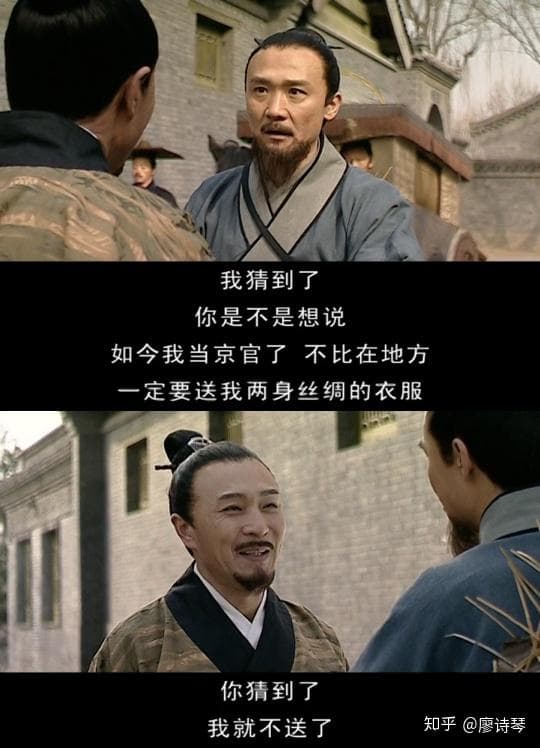 我猜到了
你是不是想说
如今我当京官了 不比在地方
一定要送我两身丝绸的衣服
你猜到了
我就不送了
知乎 @廖诗琴